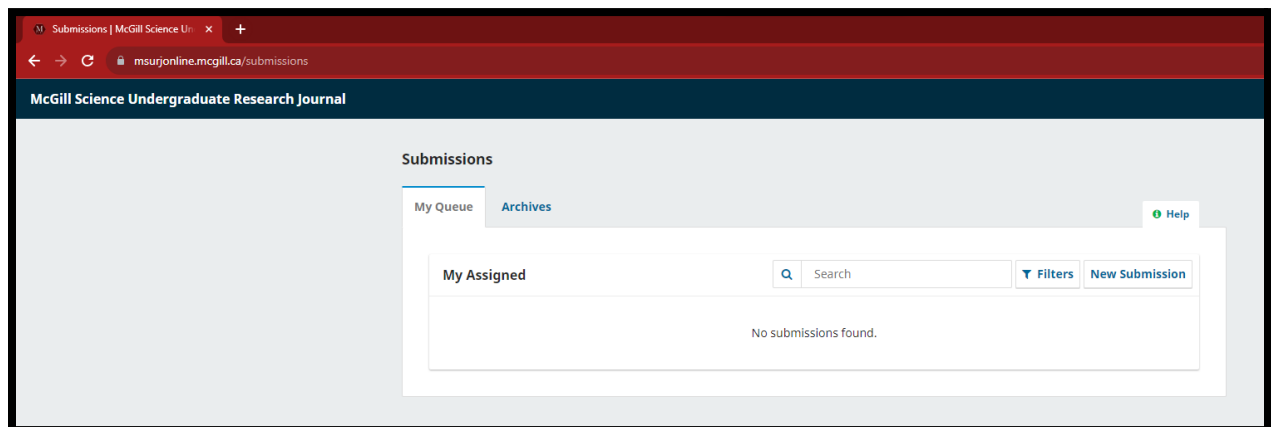 Submissions | McGill Science Un
msurjonline.mcgill.ca/submissions
McGill Science Undergraduate Research Journal
Submissions
My Queue Archives
Help
My Assigned Search Filters New Submission
No submissions found.